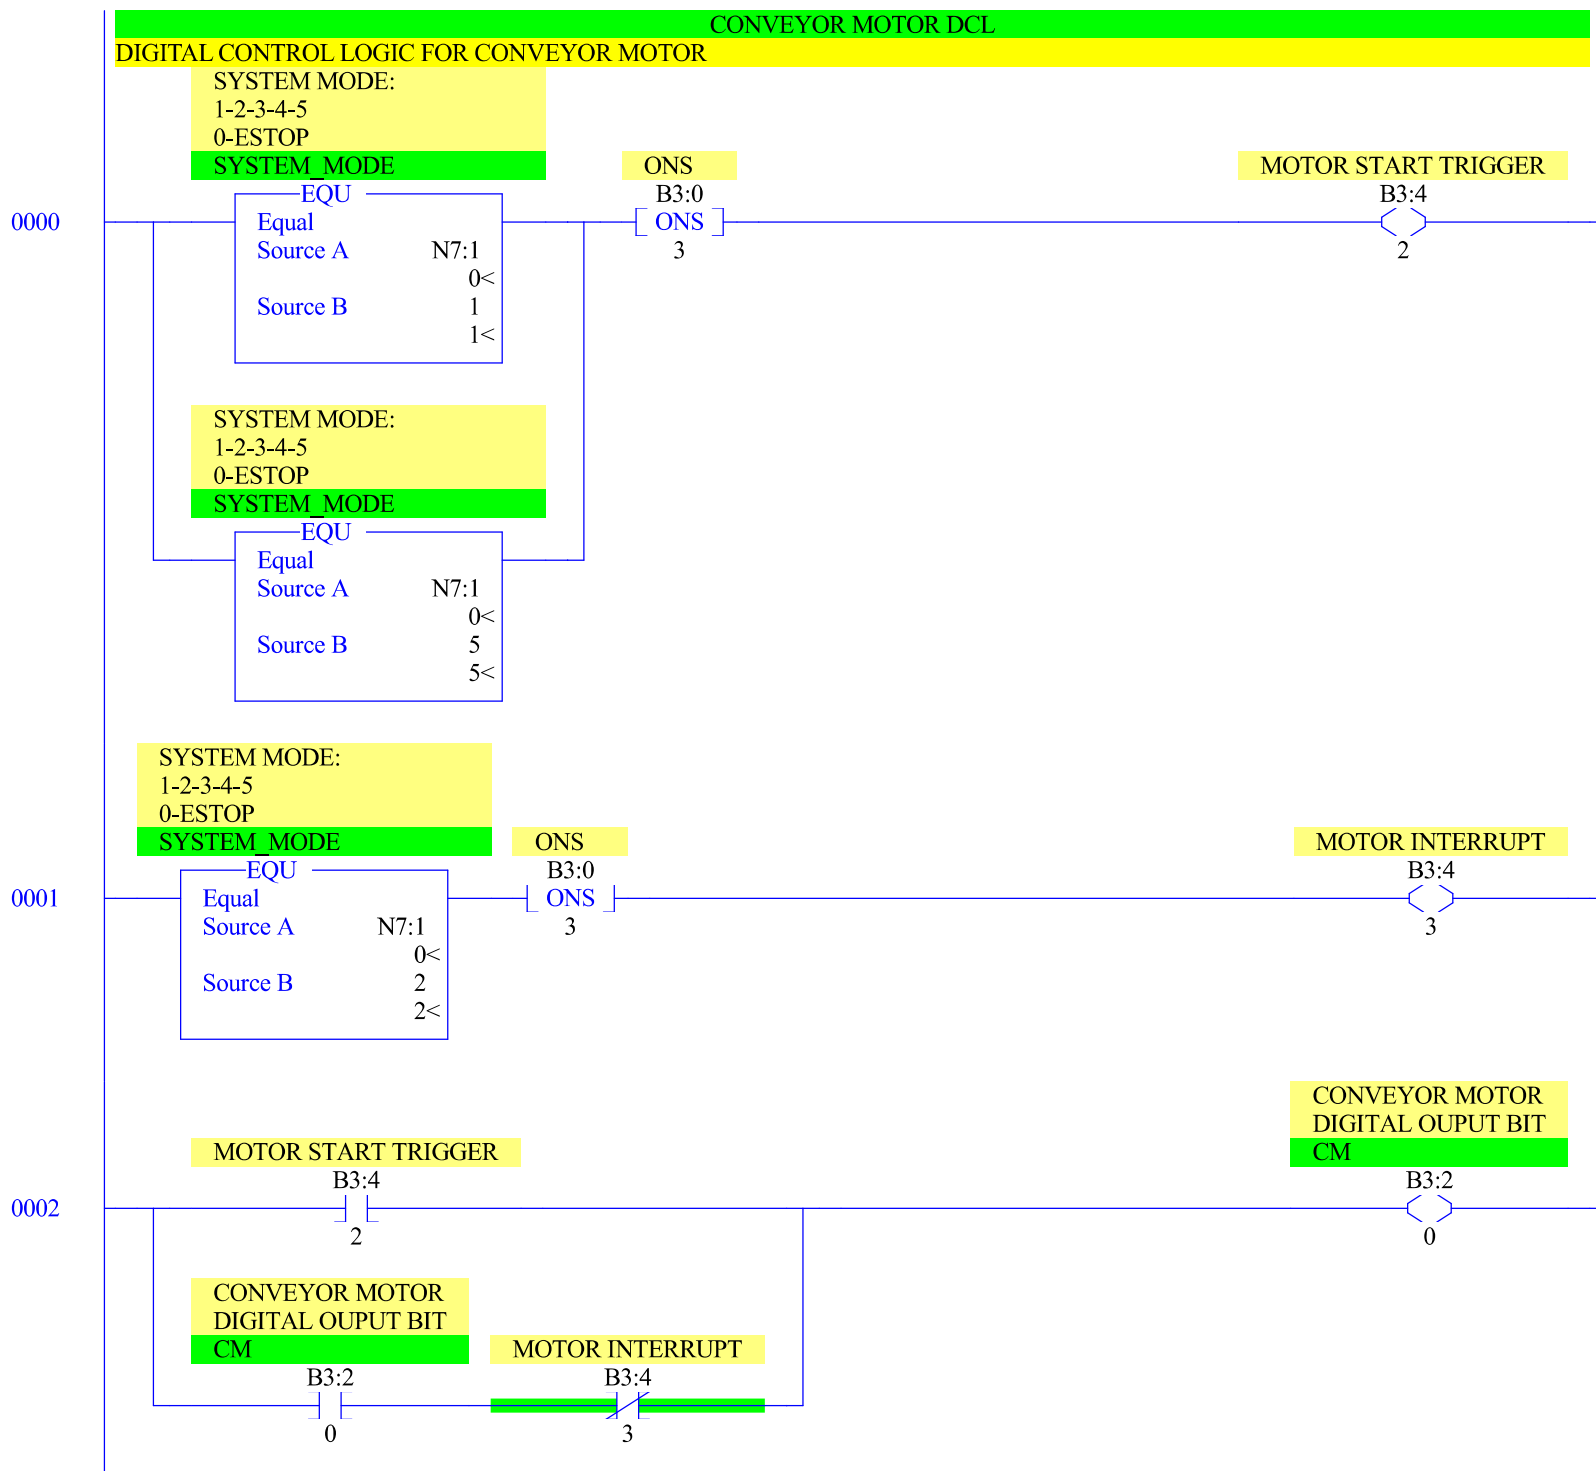 CONVEYOR MOTOR DCL
DIGITAL CONTROL LOGIC FOR CONVEYOR MOTOR
SYSTEM MODE:
1-2-3-4-5
0-ESTOP
SYSTEM_MODE
EQU
Equal
Source A N7:1
0<
Source B 1
1<
ONS
B3:0
ONS
3
MOTOR START TRIGGER
B3:4
2
0000
SYSTEM MODE:
1-2-3-4-5
0-ESTOP
SYSTEM_MODE
EQU
Equal
Source A N7:1
0<
Source B 5
5<
SYSTEM MODE:
1-2-3-4-5
0-ESTOP
SYSTEM_MODE
EQU
0001
Equal
Source A N7:1
0<
Source B 2
2<
ONS
B3:0
ONS
3
MOTOR INTERRUPT
B3:4
3
0002
MOTOR START TRIGGER
B3:4
2
CONVEYOR MOTOR
DIGITAL OUPUT BIT
CM
B3:2
0
CONVEYOR MOTOR
DIGITAL OUPUT BIT
CM
B3:2
0
MOTOR INTERRUPT
B3:4
3